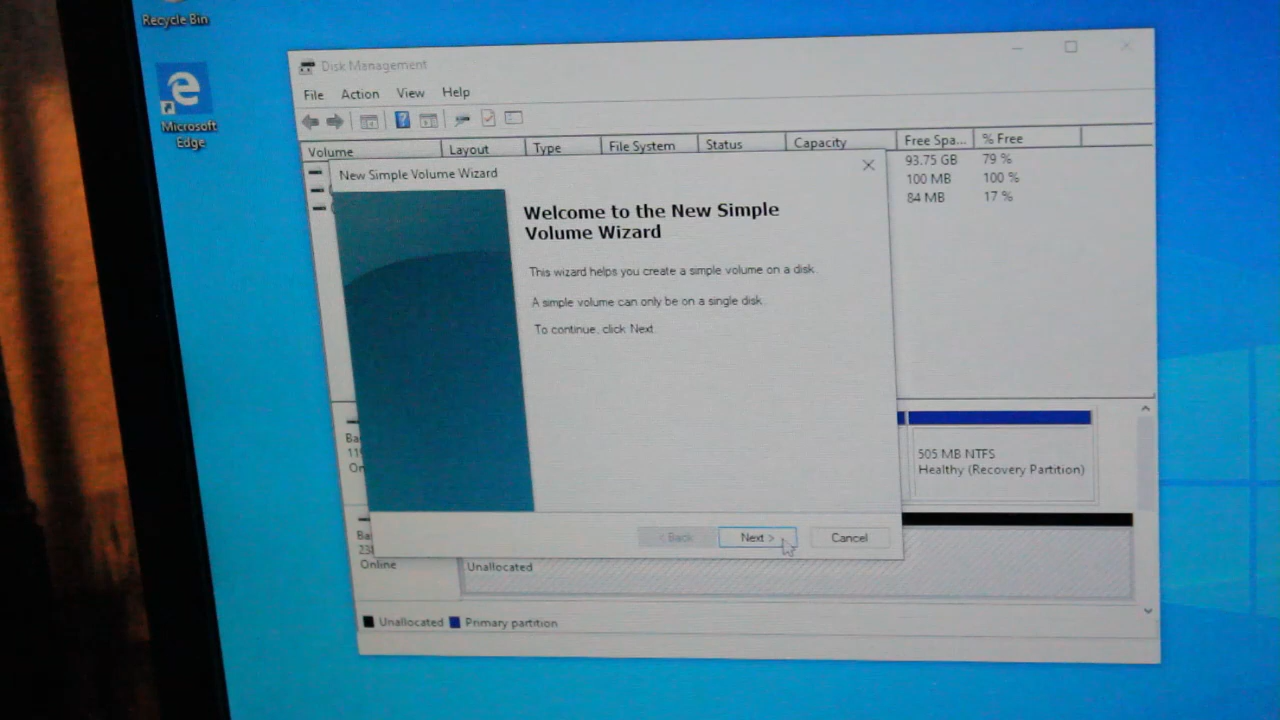 Recycle Bin
Microsoft
Edge
Disk Management
File Action View Help
Volume Layout Type File System Status Capacity Free Spa... % Free
93.75 GB 79 %
100 MB 100 %
84 MB 17 %
New Simple Volume Wizard
Welcome to the New Simple
Volume Wizard
This wizard helps you create a simple volume on a disk.
A simple volume can only be on a single disk.
To continue, click Next.
< Back Next > Cancel
505 MB NTFS
Healthy (Recovery Partition)
Online
Unallocated
Unallocated Primary partition